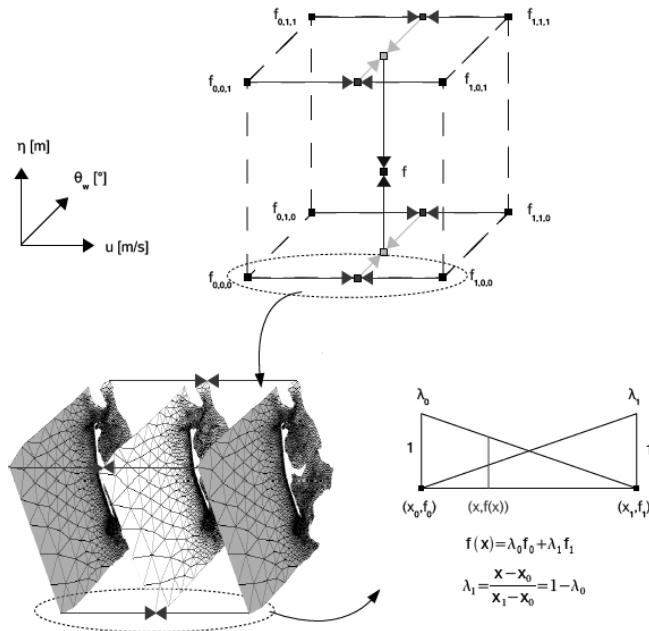 f0,1,1
f1,1,1
f0,0,1
f1,0,1
η [m]
θw [°]
u [m/s]
f
f0,1,0
f1,1,0
f0,0,0
f1,0,0
λ0
λ1
1
1
(x0,f0)
(x,f(x))
(x1,f1)
f(x)=λ0f0+λ1f1
λ1=x−x0/x1−x0=1−λ0